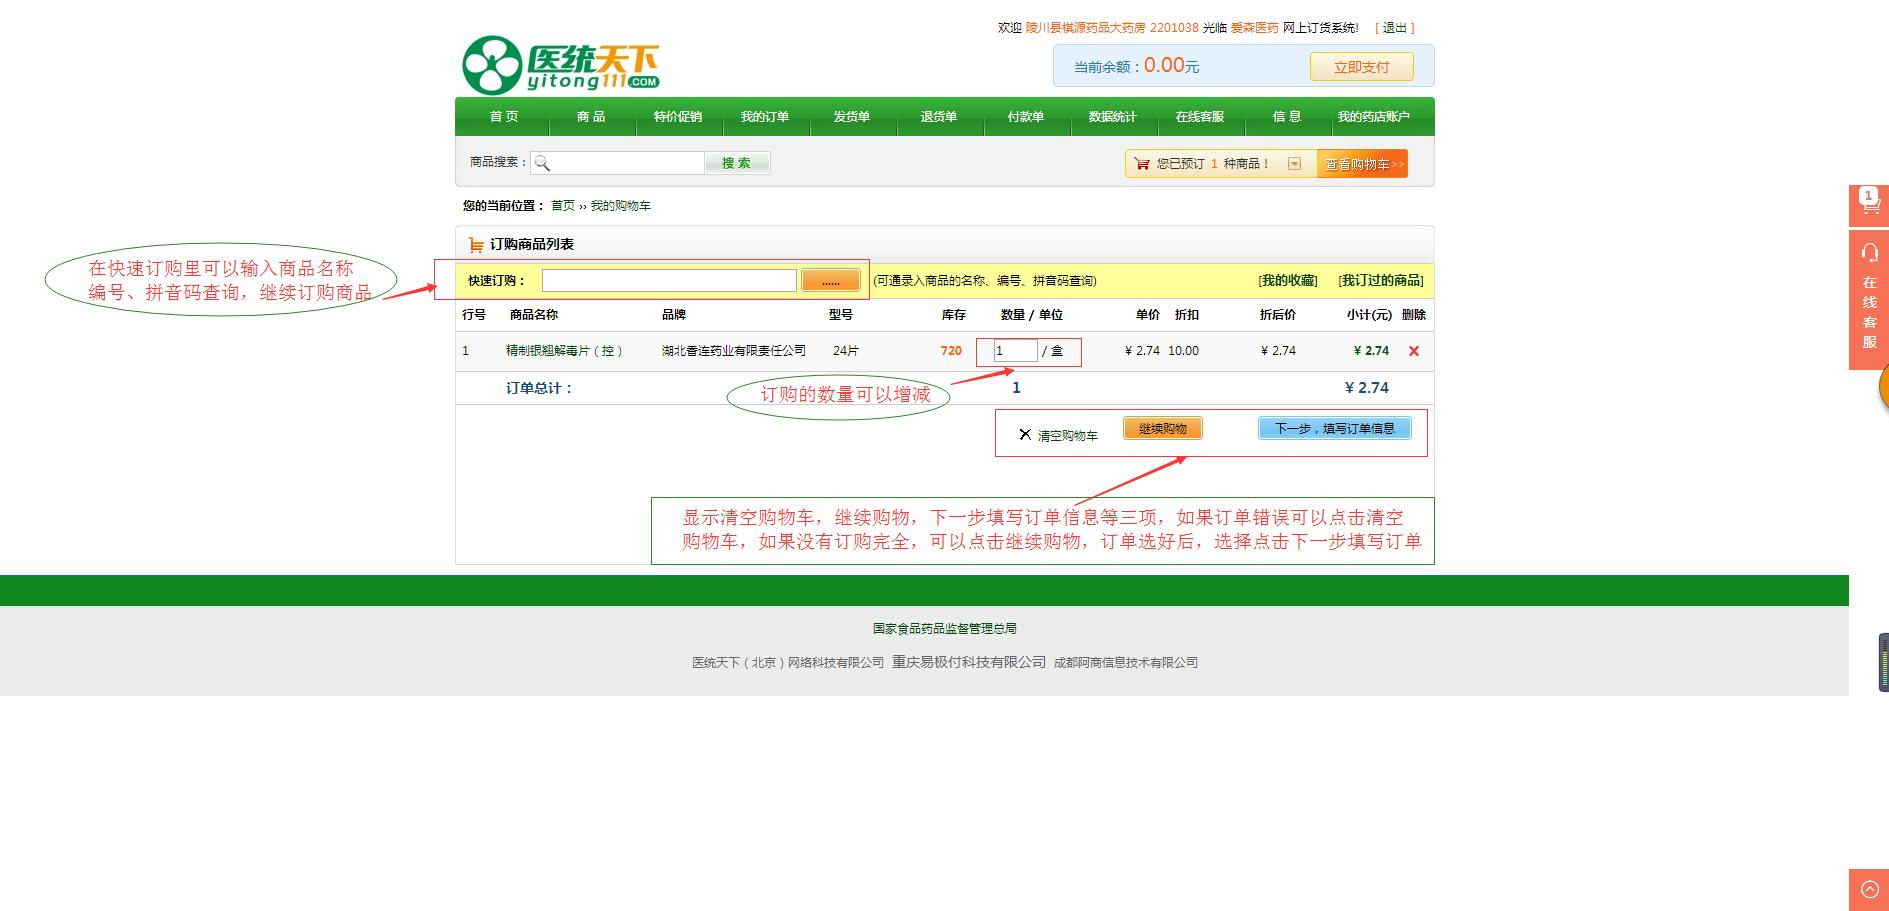 欢迎 陵川县棋源药品大药房 2201038 光临 爱森医药 网上订货系统! [ 退出 ]
医统天下
yitong111.COM
当前余额：0.00元
立即支付
首 页 商 品 特价促销 我的订单 发货单 退货单 付款单 数据统计 在线客服 信 息 我的药店账户
商品搜索： 搜 索
您已预订 1 种商品！ 查看购物车>>
您的当前位置： 首页 ›› 我的购物车
1
在线客服
订购商品列表
在快速订购里可以输入商品名称
编号、拼音码查询，继续订购商品
快速订购： ...... (可通录入商品的名称、编号、拼音码查询) [我的收藏] [我订过的商品]
行号 商品名称 品牌 型号 库存 数量 / 单位 单价 折扣 折后价 小计(元) 删除
1 精制银翘解毒片（控） 湖北香连药业有限责任公司 24片 720 1 / 盒 ¥ 2.74 10.00 ¥ 2.74 ¥ 2.74
订单总计： 1 ¥ 2.74
订购的数量可以增减
清空购物车 继续购物 下一步，填写订单信息
显示清空购物车，继续购物，下一步填写订单信息等三项，如果订单错误可以点击清空
购物车，如果没有订购完全，可以点击继续购物，订单选好后，选择点击下一步填写订单
国家食品药品监督管理总局
医统天下（北京）网络科技有限公司 重庆易极付科技有限公司 成都阿商信息技术有限公司